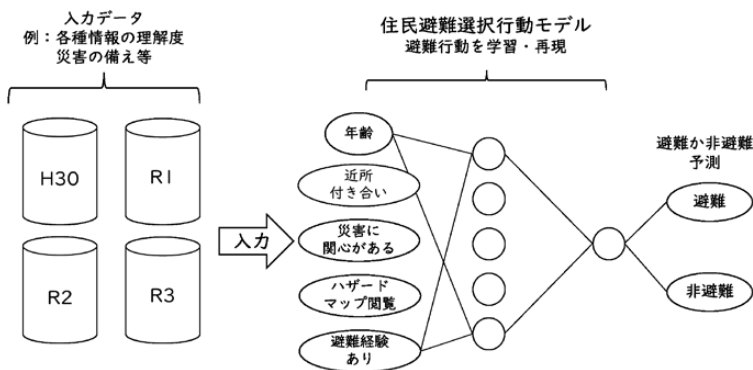 入力データ
例：各種情報の理解度
災害の備え等
H30
R1
R2
R3
入力
住民避難選択行動モデル
避難行動を学習・再現
年齢
近所
付き合い
災害に
関心がある
ハザード
マップ閲覧
避難経験
あり
避難か非避難
予測
避難
非避難